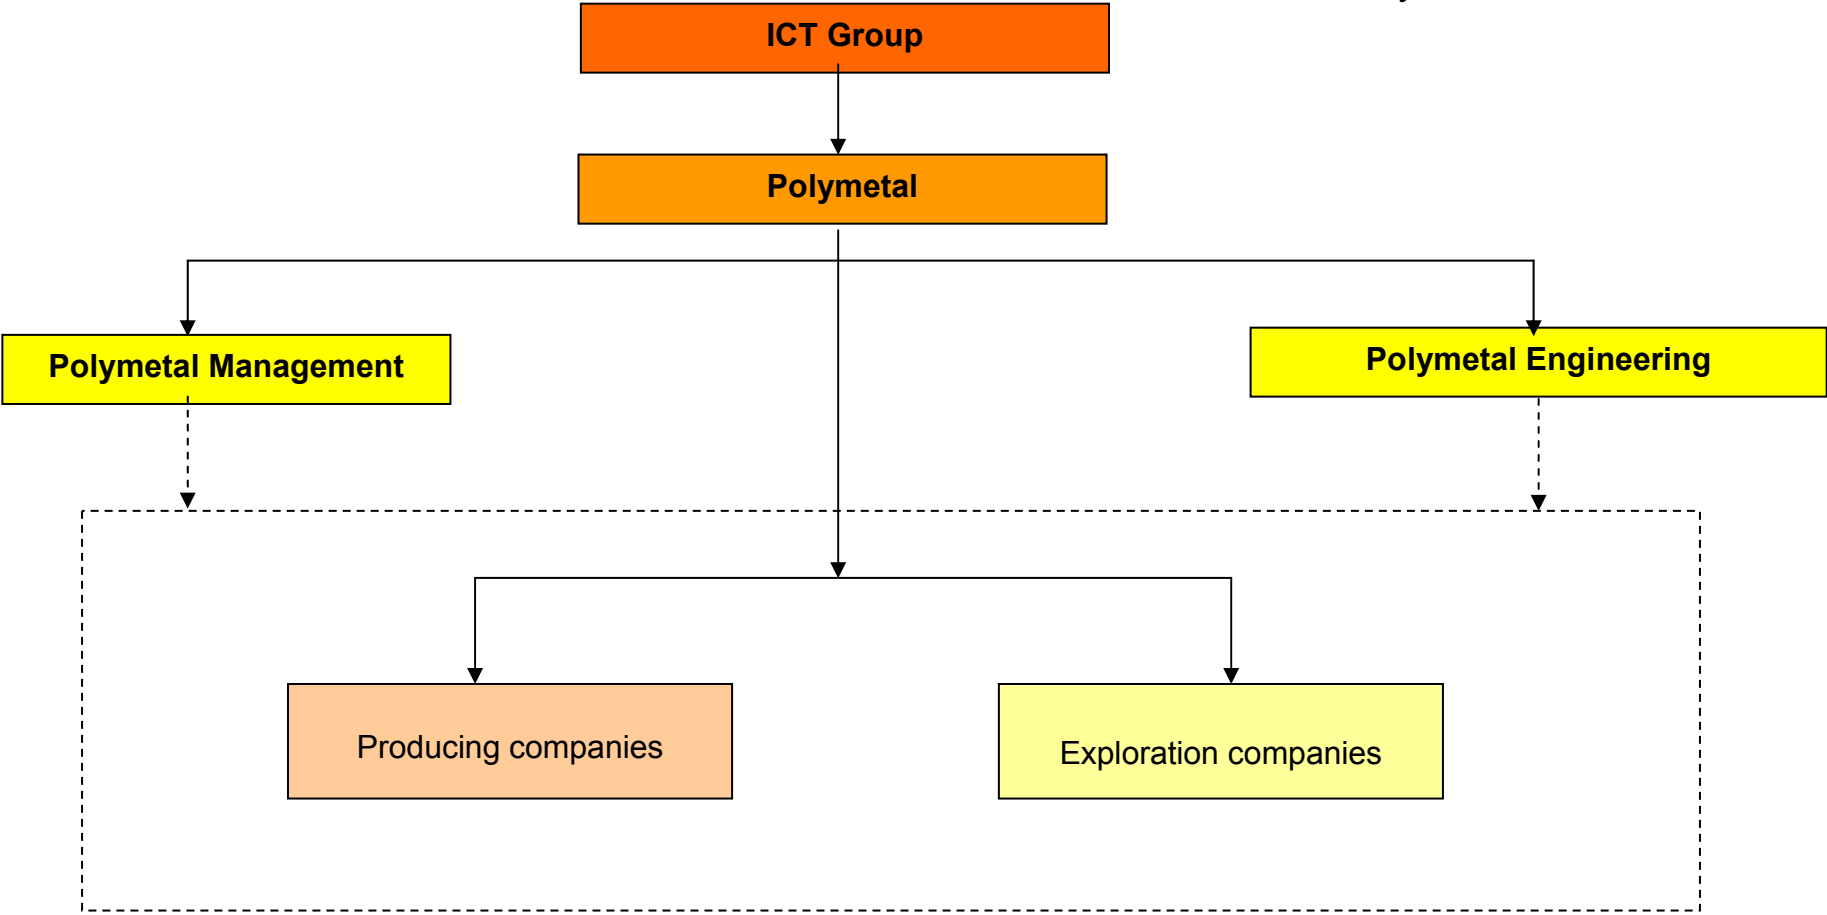 ICT Group
Polymetal
Polymetal Management
Polymetal Engineering
Producing companies
Exploration companies